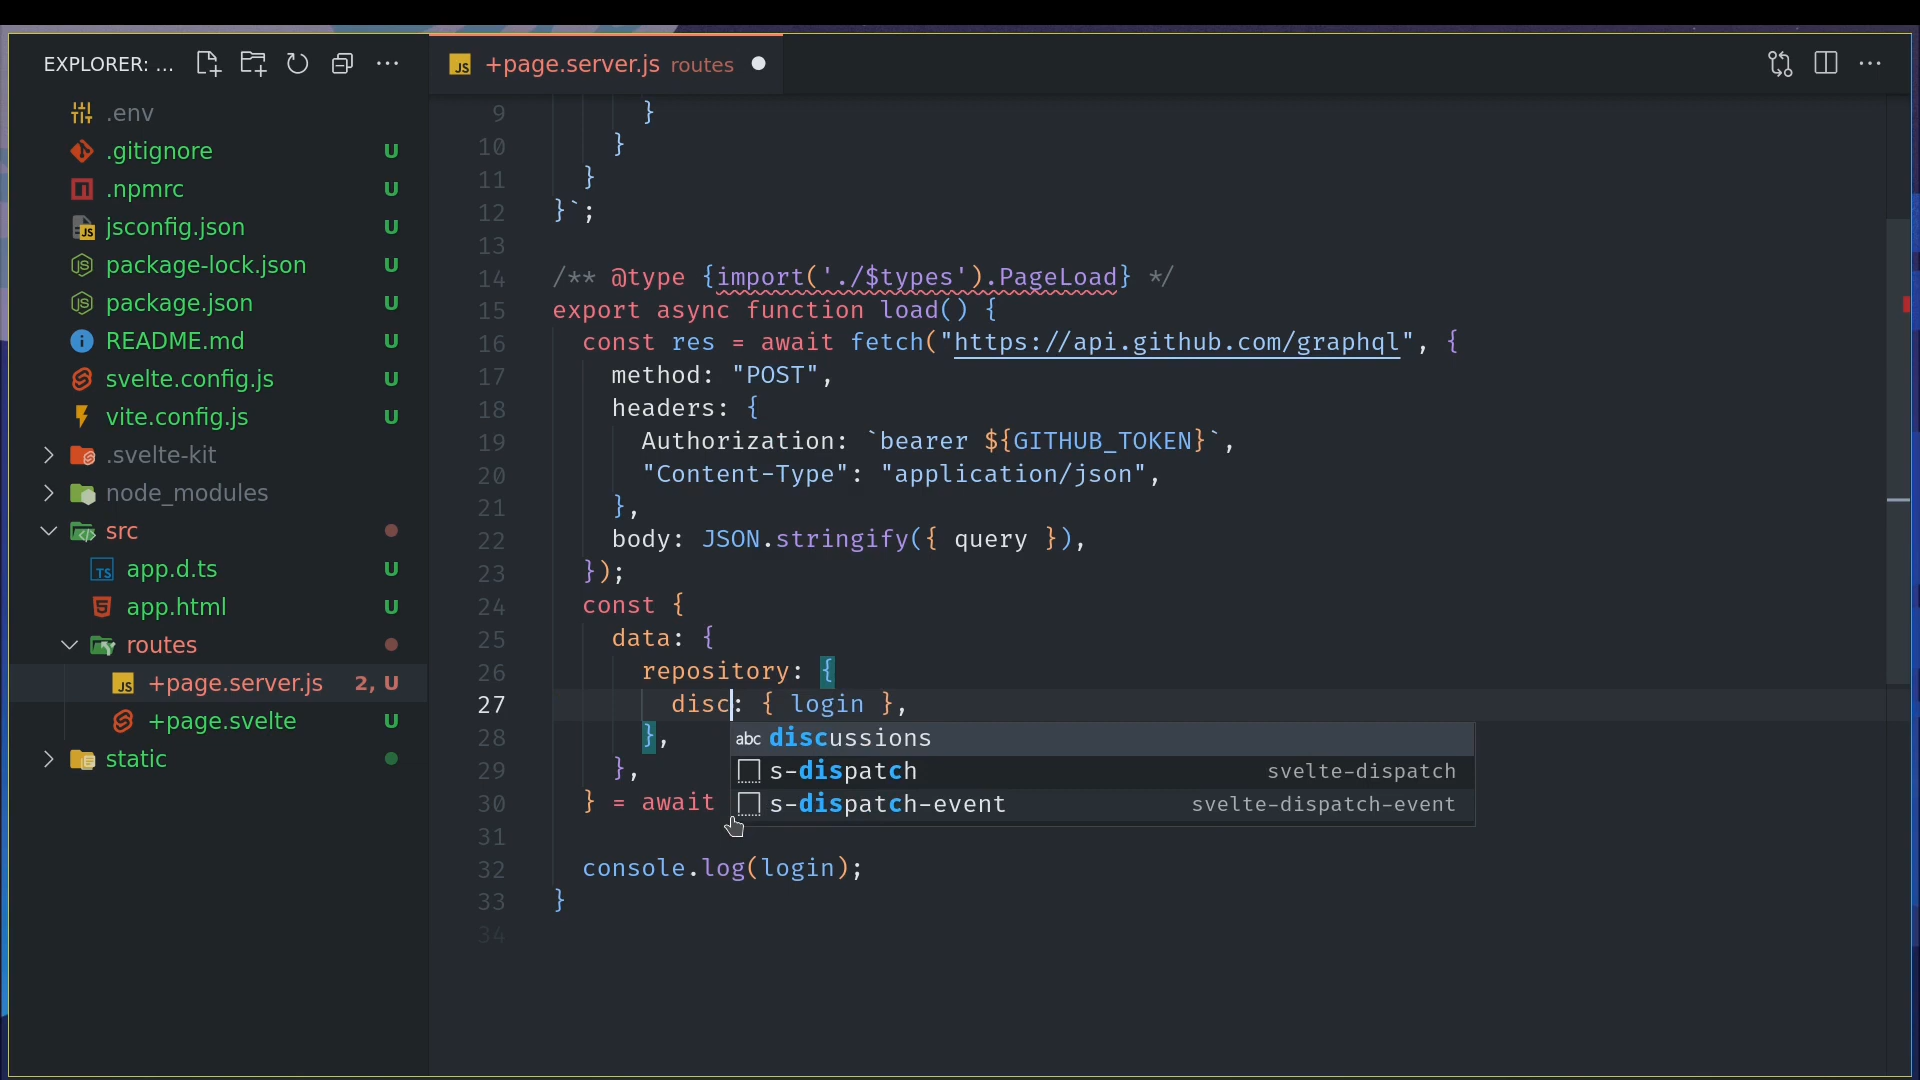 EXPLORER: ...
.env
.gitignore U
.npmrc U
jsconfig.json U
package-lock.json U
package.json U
README.md U
svelte.config.js U
vite.config.js U
.svelte-kit
node_modules
src
app.d.ts U
app.html U
routes
+page.server.js 2, U
+page.svelte U
static
+page.server.js routes
9 }
10 }
11 }
12 }`;
13
14 /** @type {import('./$types').PageLoad} */
15 export async function load() {
16 const res = await fetch("https://api.github.com/graphql", {
17 method: "POST",
18 headers: {
19 Authorization: `bearer ${GITHUB_TOKEN}`,
20 "Content-Type": "application/json",
21 },
22 body: JSON.stringify({ query }),
23 });
24 const {
25 data: {
26 repository: {
27 disc: { login },
28 },
29 },
30 } = await
31
32 console.log(login);
33 }
34
abc discussions
s-dispatch svelte-dispatch
s-dispatch-event svelte-dispatch-event